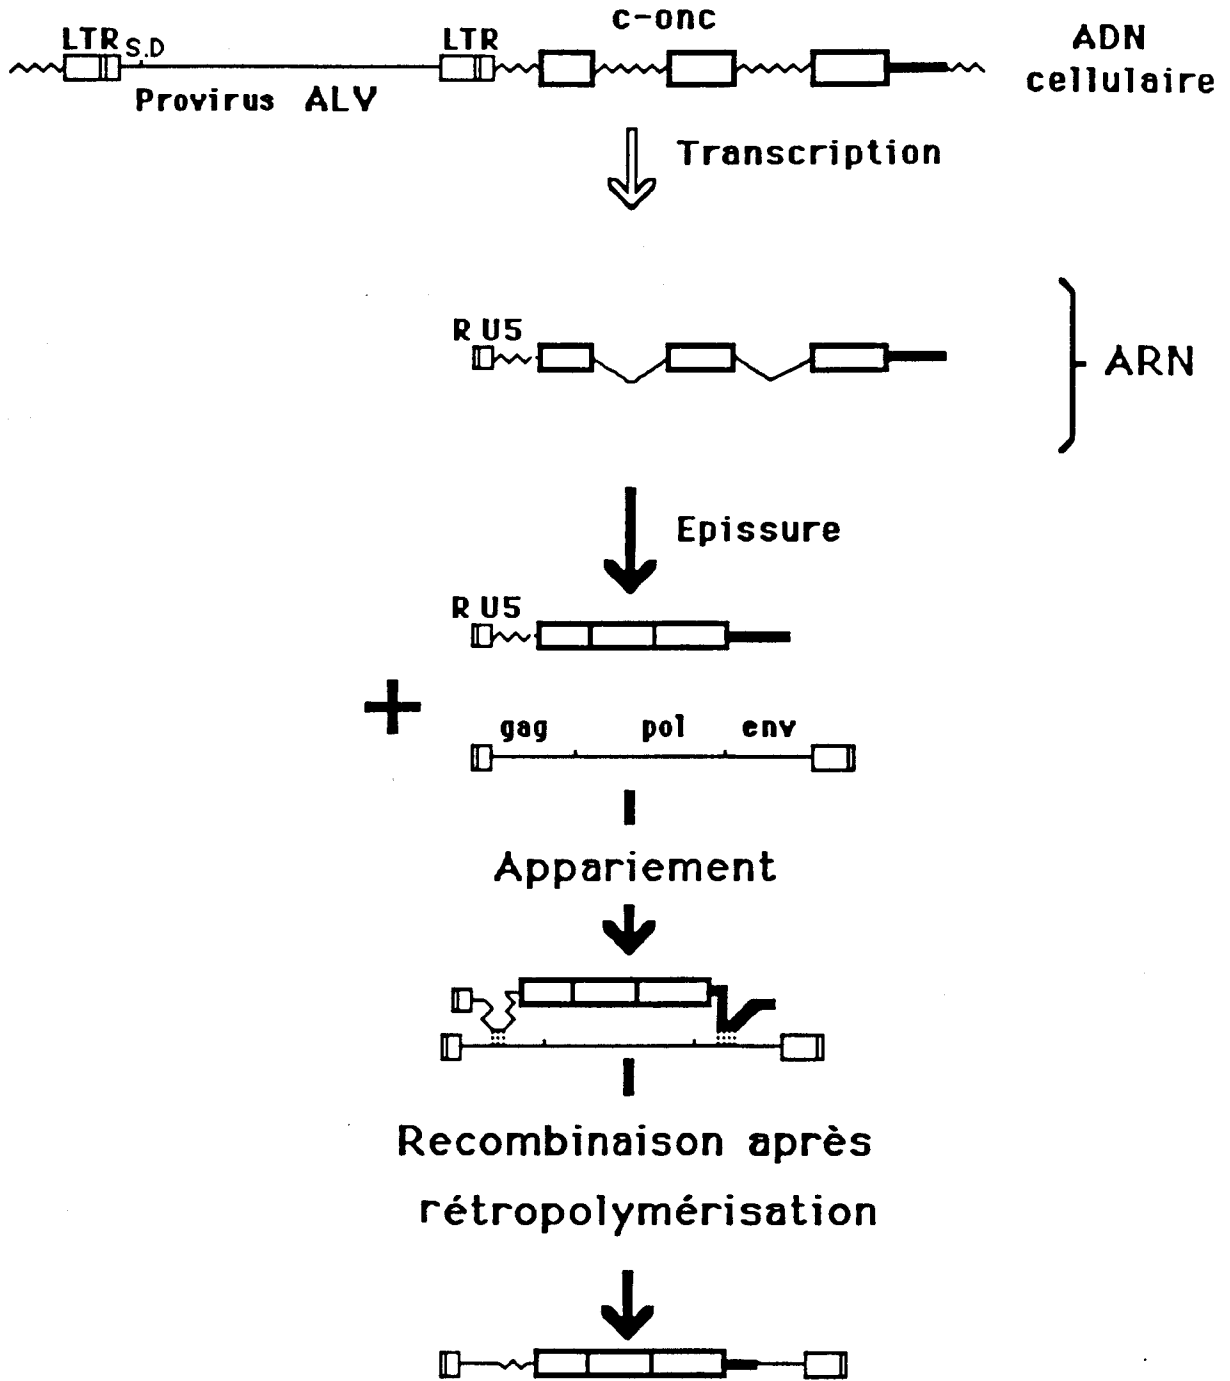 c-onc
LTR S.D LTR ADN
cellulaire
Provirus ALV
Transcription
R U5
ARN
Epissure
R U5
+
gag pol env
Appariement
Recombinaison après
rétropolymérisation